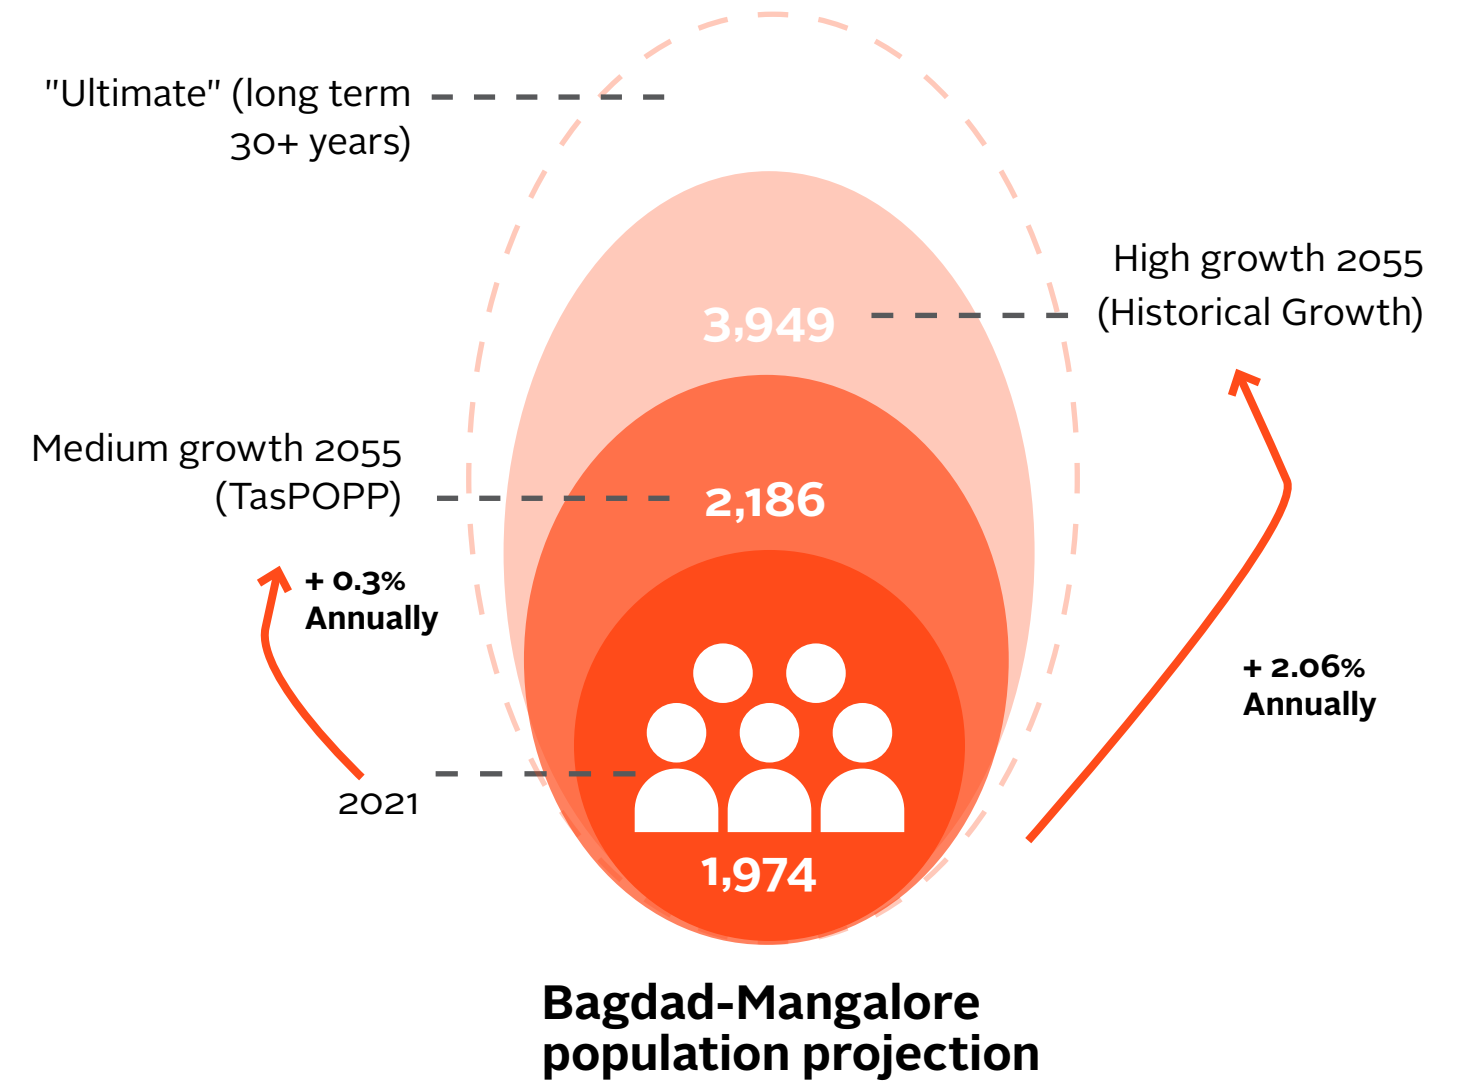 "Ultimate" (long term
30+ years)
High growth 2055
(Historical Growth)
3,949
Medium growth 2055
(TasPOPP)
2,186
+ 0.3%
Annually
+ 2.06%
Annually
2021
1,974
Bagdad-Mangalore
population projection